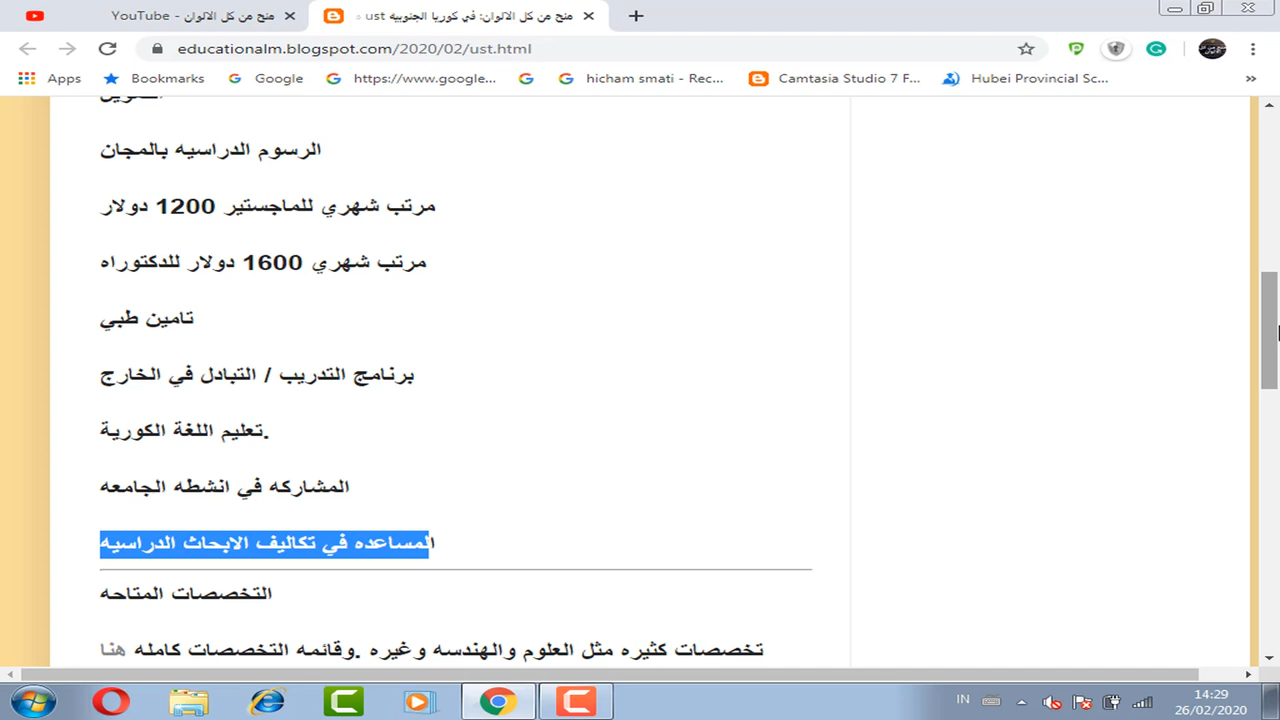 منح من كل الالوان - YouTube
منح من كل الالوان: في كوريا الجنوبيه ust
educationalm.blogspot.com/2020/02/ust.html
Apps
Bookmarks
Google
https://www.google...
hicham smati - Rec...
Camtasia Studio 7 F...
Hubei Provincial Sc...
»
الرسوم الدراسيه بالمجان
مرتب شهري للماجستير 1200 دولار
مرتب شهري 1600 دولار للدكتوراه
تامين طبي
برنامج التدريب / التبادل في الخارج
تعليم اللغة الكورية.
المشاركه في انشطه الجامعه
المساعده في تكاليف الابحاث الدراسيه
التخصصات المتاحه
تخصصات كثيره مثل العلوم والهندسه وغيره .وقائمه التخصصات كامله هنا
IN
14:29
26/02/2020